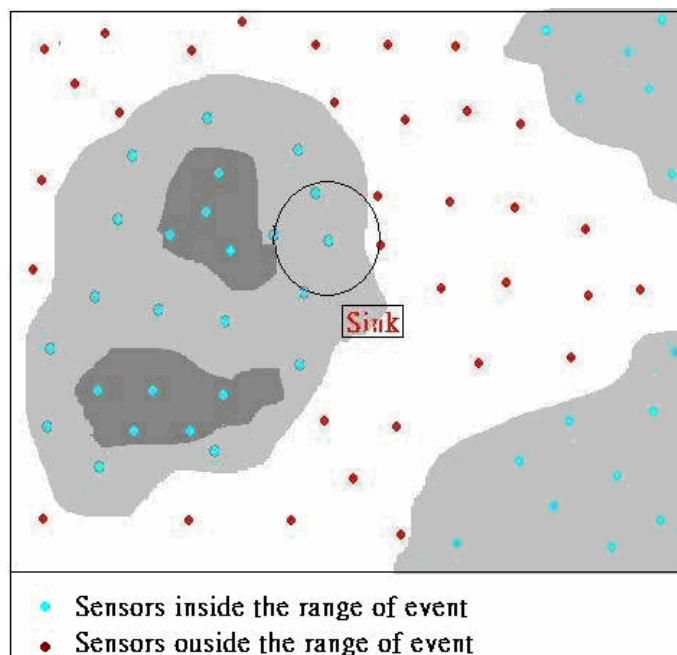 Sink
Sensors inside the range of event
Sensors ouside the range of event